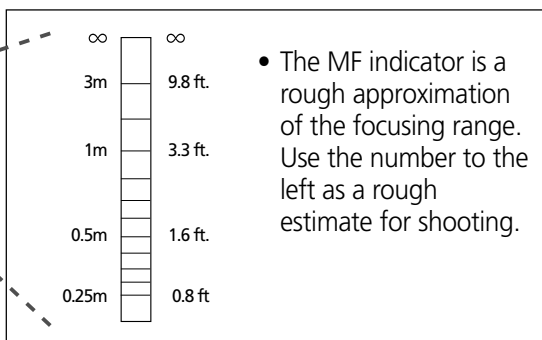 ∞ ∞
3m 9.8 ft.
1m 3.3 ft.
0.5m 1.6 ft.
0.25m 0.8 ft
• The MF indicator is a
rough approximation
of the focusing range.
Use the number to the
left as a rough
estimate for shooting.